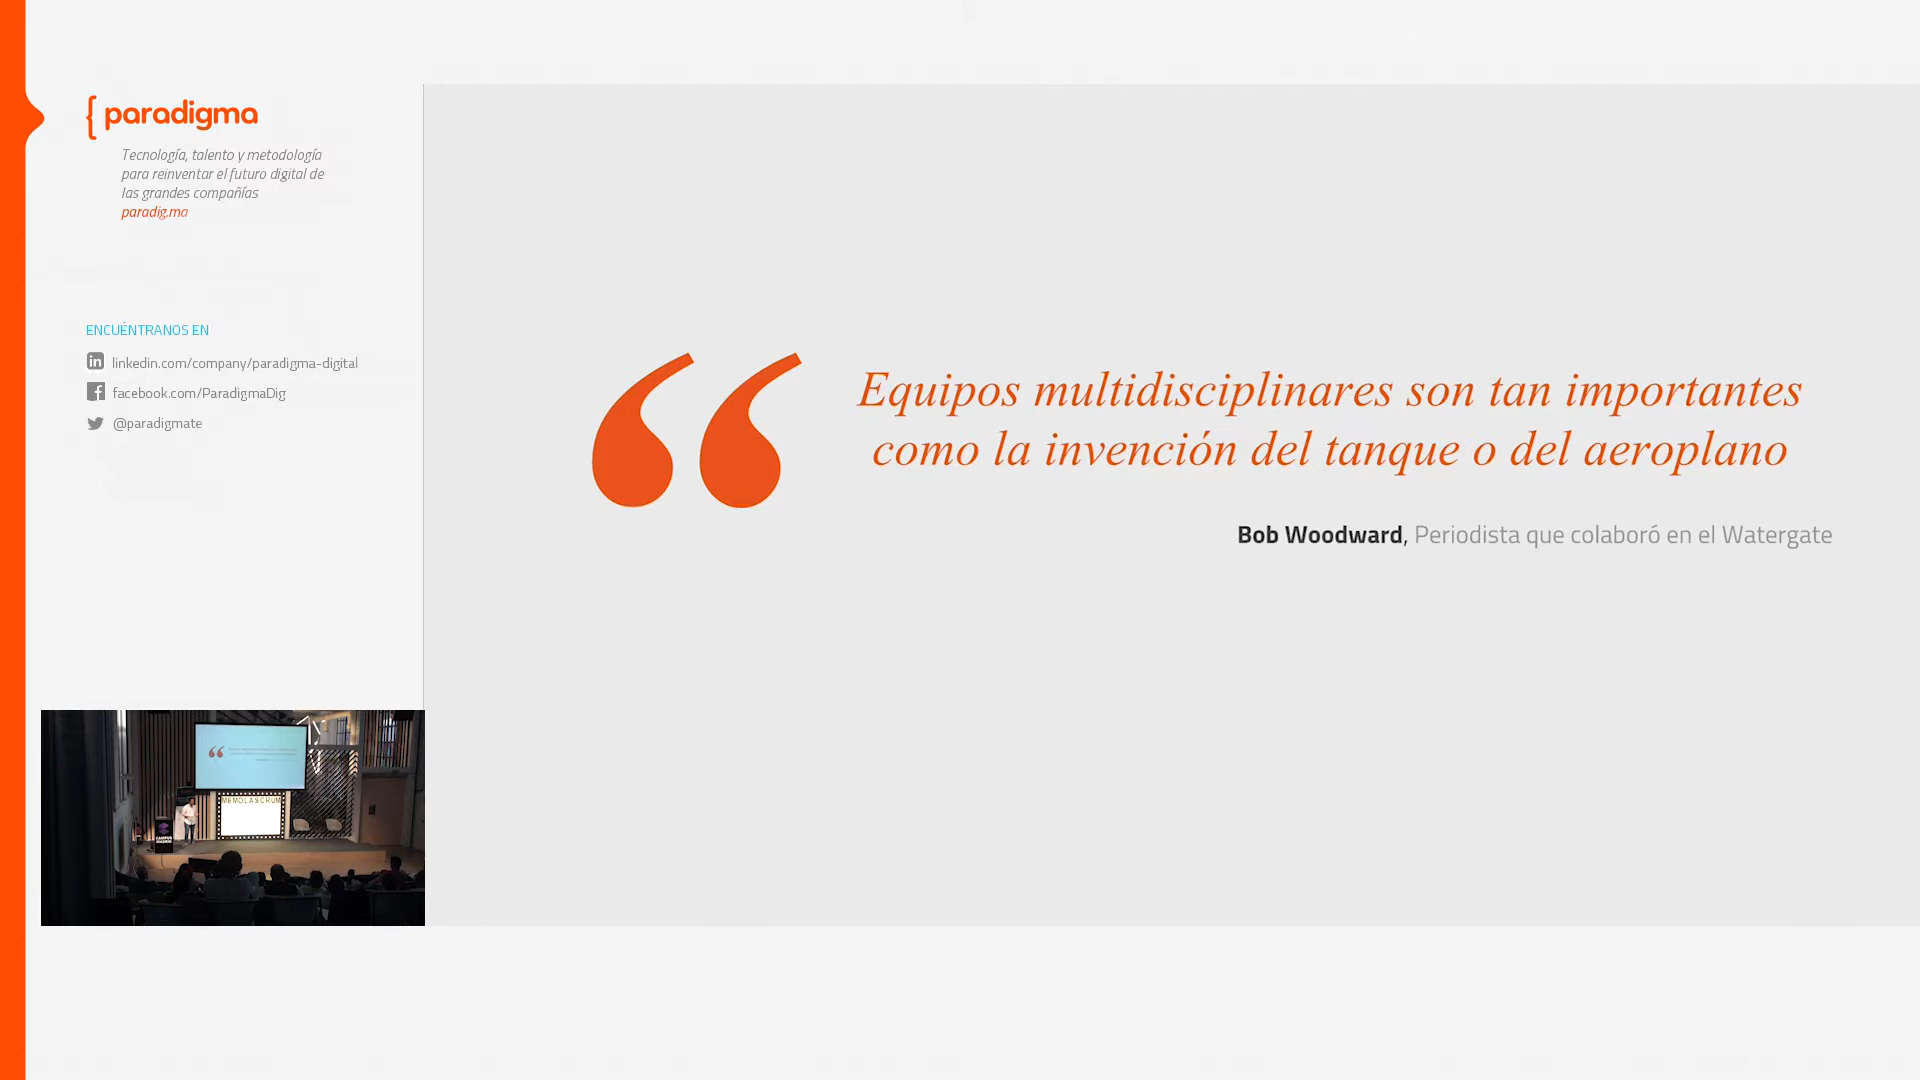 { paradigma
Tecnología, talento y metodología
para reinventar el futuro digital de
las grandes compañías
paradig.ma
ENCUÉNTRANOS EN
linkedin.com/company/paradigma-digital
facebook.com/ParadigmaDig
@paradigmate
“
Equipos multidisciplinares son tan importantes
como la invención del tanque o del aeroplano
Bob Woodward, Periodista que colaboró en el Watergate
MEMOLASCRUM
CAMPUS
MADRID